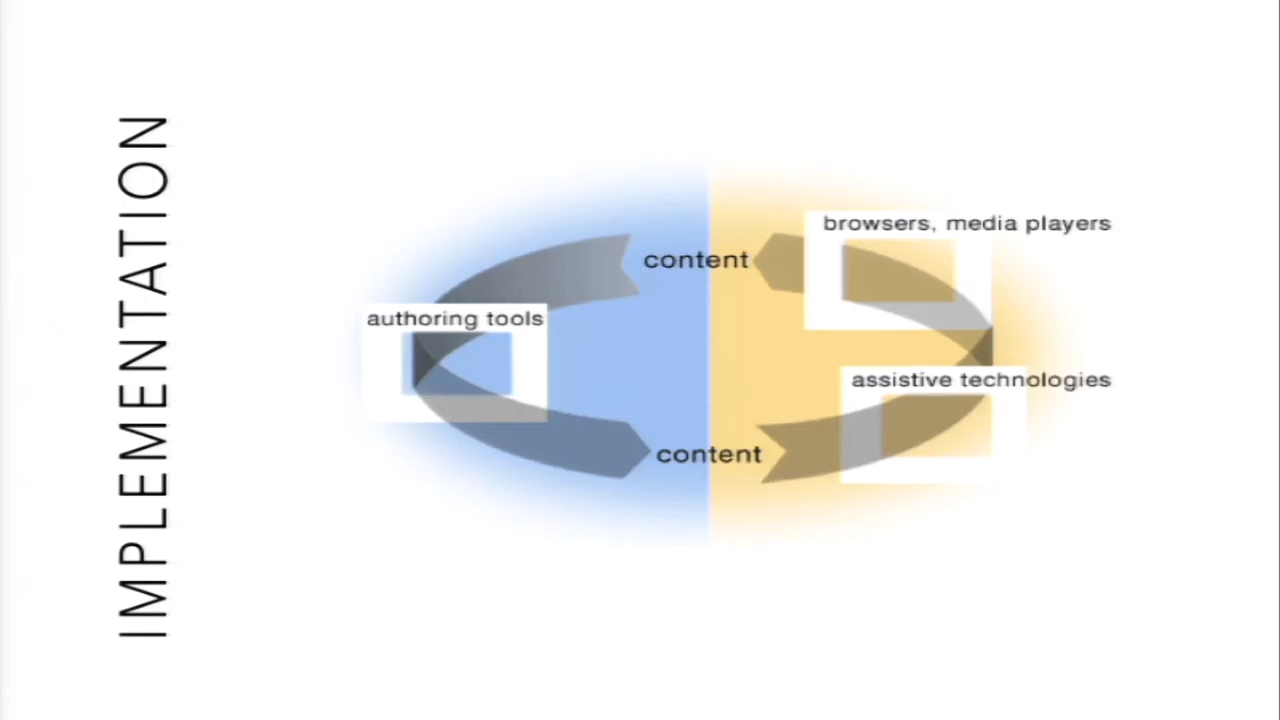 IMPLEMENTATION
browsers, media players
content
authoring tools
assistive technologies
content